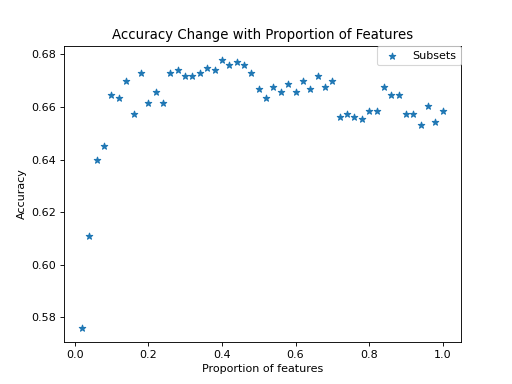 Accuracy Change with Proportion of Features
Subsets
Accuracy
0.68
0.66
0.64
0.62
0.60
0.58
0.0 0.2 0.4 0.6 0.8 1.0
Proportion of features